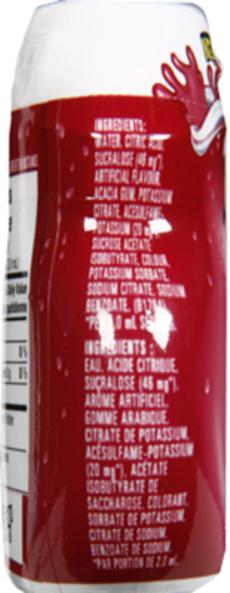 INGREDIENTS:
WATER, CITRIC
SUCRALOSE (46 mg*),
ARTIFICIAL FLAVOUR,
ACACIA GUM, POTASSIUM
CITRATE, ACESULFAME-
POTASSIUM (20
SUCROSE ACETATE
ISOBUTYRATE, COLOUR,
POTASSIUM SORBATE,
SODIUM CITRATE, SODIUM
BENZOATE.
INGRÉDIENTS :
EAU, ACIDE CITRIQUE,
SUCRALOSE (46 mg*),
ARÔME ARTIFICIEL,
GOMME ARABIQUE,
CITRATE DE POTASSIUM,
ACÉSULFAME-POTASSIUM
(20 mg*), ACÉTATE
ISOBUTYRATE DE
SACCHAROSE, COLORANT,
SORBATE DE POTASSIUM,
CITRATE DE SODIUM,
BENZOATE DE SODIUM.
*PAR PORTION DE 2.0 mL